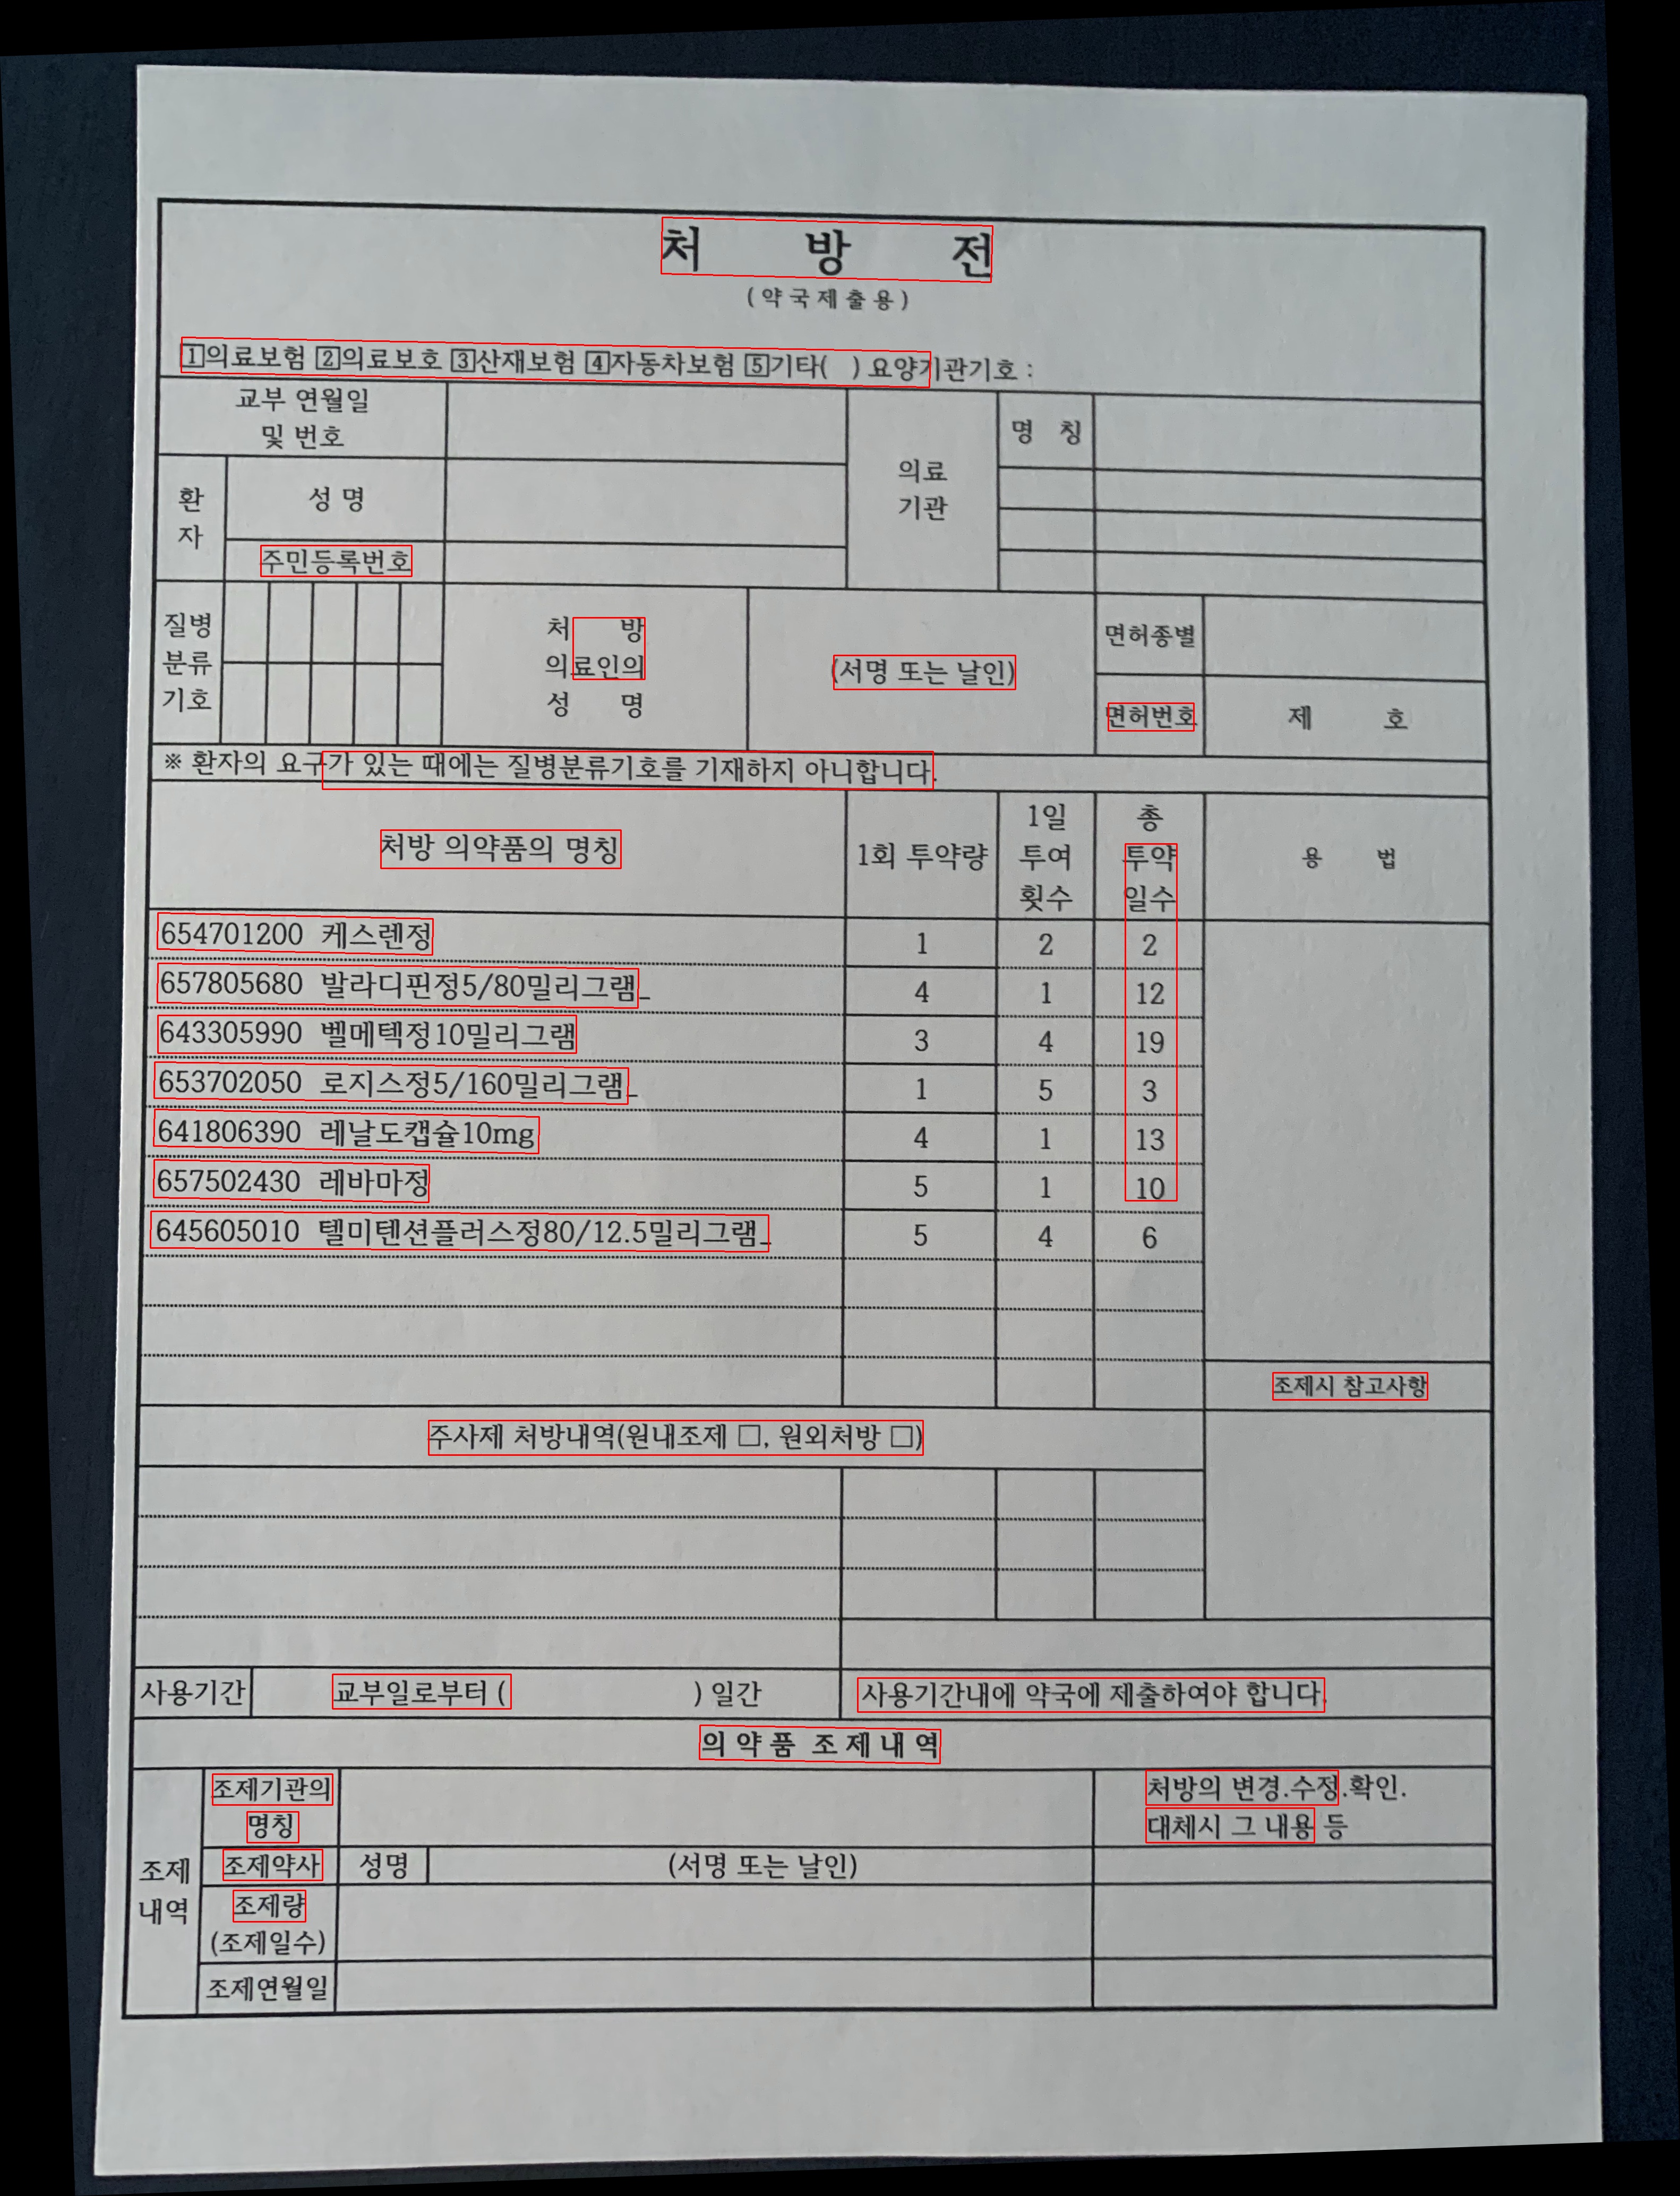 처 방 전
(약국제출용)
1의료보험 2의료보호 3산재보험 4자동차보험 5기타( ) 요양기관기호 :
교부 연월일
및 번호
의료
기관
명 칭
환
자
성 명
주민등록번호
질병
분류
기호
처 방
의료인의
성 명
(서명 또는 날인)
면허종별
면허번호
제 호
※ 환자의 요구가 있는 때에는 질병분류기호를 기재하지 아니합니다.
처방 의약품의 명칭
1회 투약량
1일
투여
횟수
총
투약
일수
용 법
654701200 케스렌정 1 2 2
657805680 발라디핀정5/80밀리그램_ 4 1 12
643305990 벨메텍정10밀리그램 3 4 19
653702050 로지스정5/160밀리그램_ 1 5 3
641806390 레날도캡슐10mg 4 1 13
657502430 레바마정 5 1 10
645605010 텔미텐션플러스정80/12.5밀리그램_ 5 4 6
조제시 참고사항
주사제 처방내역(원내조제 □, 원외처방 □)
사용기간
교부일로부터 ( ) 일간
사용기간내에 약국에 제출하여야 합니다.
의 약 품 조 제 내 역
조제
내역
조제기관의
명칭
처방의 변경.수정.확인.
대체시 그 내용 등
조제약사
성명
(서명 또는 날인)
조제량
(조제일수)
조제연월일